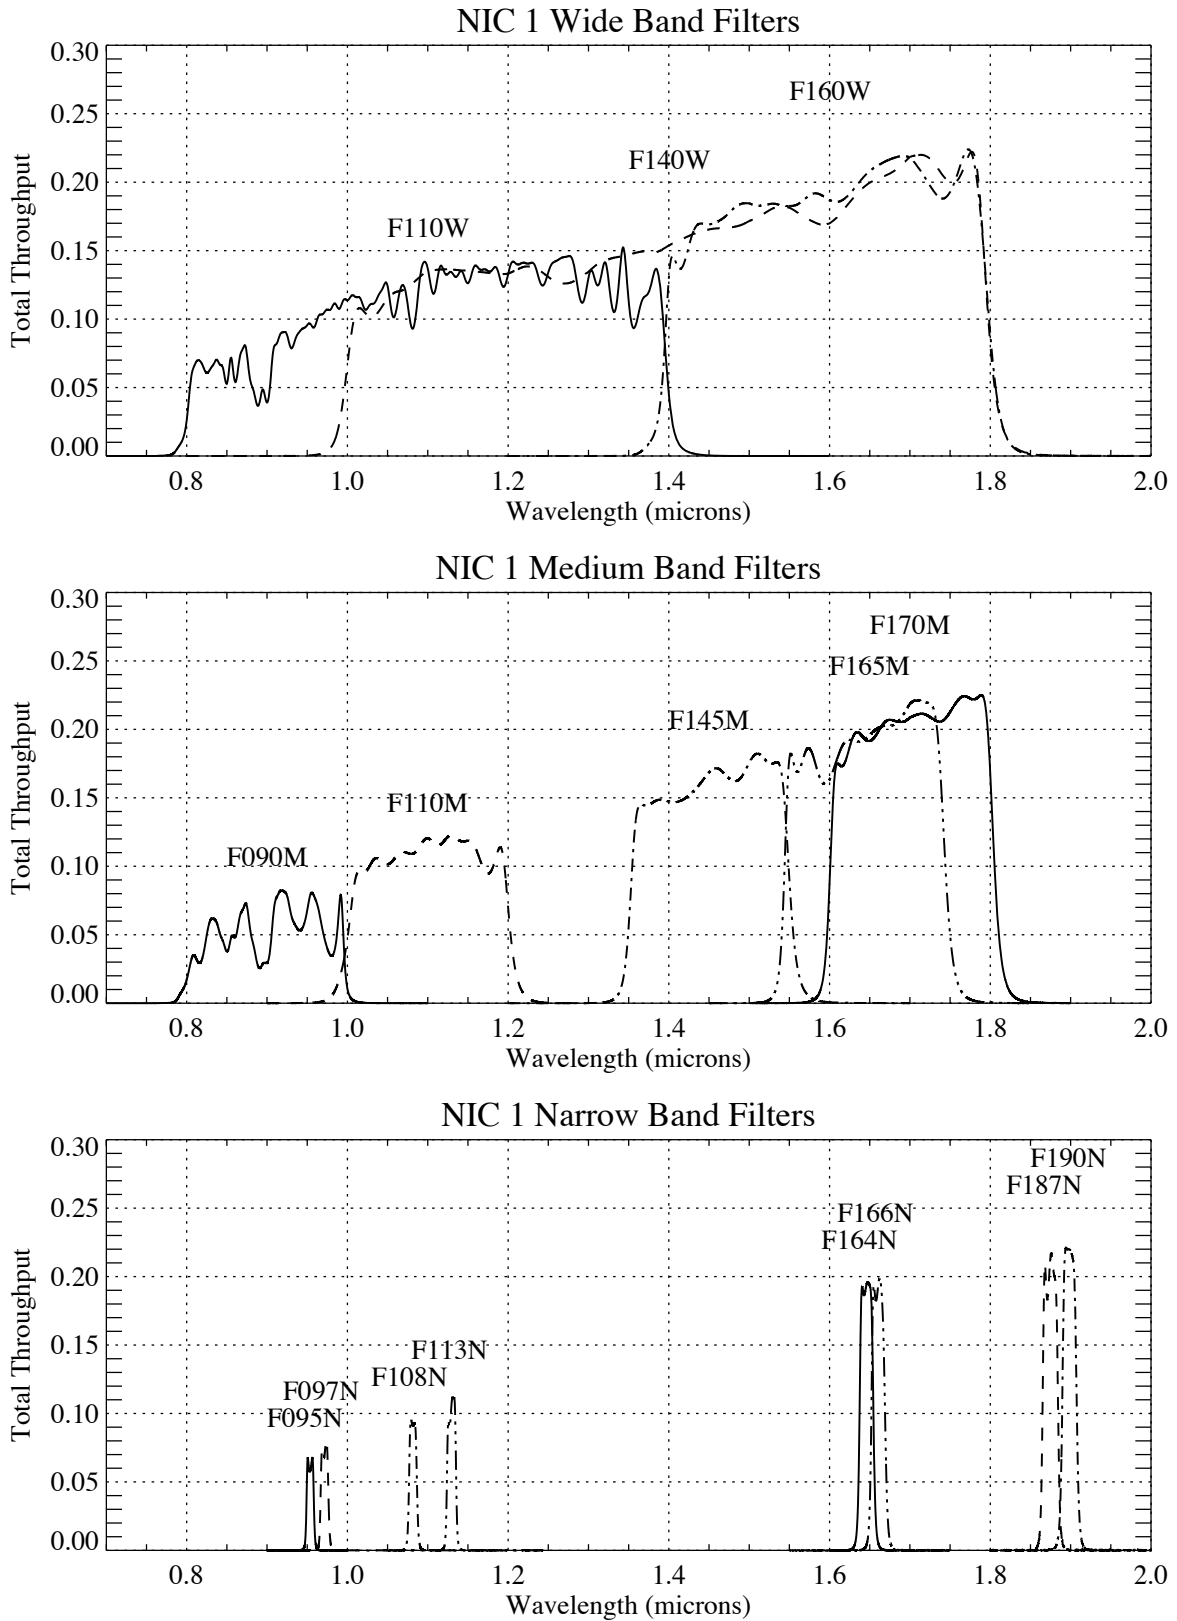 NIC 1 Wide Band Filters
0.30
0.25
0.20
0.15
0.10
0.05
0.00
Total Throughput
F160W
F140W
F110W
0.8 1.0 1.2 1.4 1.6 1.8 2.0
Wavelength (microns)
NIC 1 Medium Band Filters
0.30
0.25
0.20
0.15
0.10
0.05
0.00
Total Throughput
F170M
F165M
F145M
F110M
F090M
0.8 1.0 1.2 1.4 1.6 1.8 2.0
Wavelength (microns)
NIC 1 Narrow Band Filters
0.30
0.25
0.20
0.15
0.10
0.05
0.00
Total Throughput
F190N
F187N
F166N
F164N
F113N
F108N
F097N
F095N
0.8 1.0 1.2 1.4 1.6 1.8 2.0
Wavelength (microns)